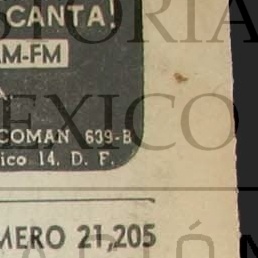 CANTA!
AM-FM
COMAN 639-B
ico 14, D. F.
MERO 21,205